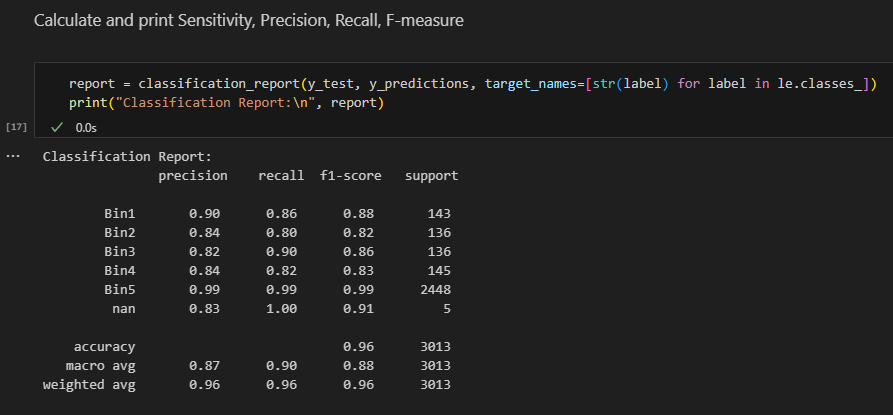 Calculate and print Sensitivity, Precision, Recall, F-measure
report = classification_report(y_test, y_predictions, target_names=[str(label) for label in le.classes_])
print("Classification Report:\n", report)
[17] 0.0s
... Classification Report:
precision recall f1-score support
Bin1 0.90 0.86 0.88 143
Bin2 0.84 0.80 0.82 136
Bin3 0.82 0.90 0.86 136
Bin4 0.84 0.82 0.83 145
Bin5 0.99 0.99 0.99 2448
nan 0.83 1.00 0.91 5
accuracy 0.96 3013
macro avg 0.87 0.90 0.88 3013
weighted avg 0.96 0.96 0.96 3013